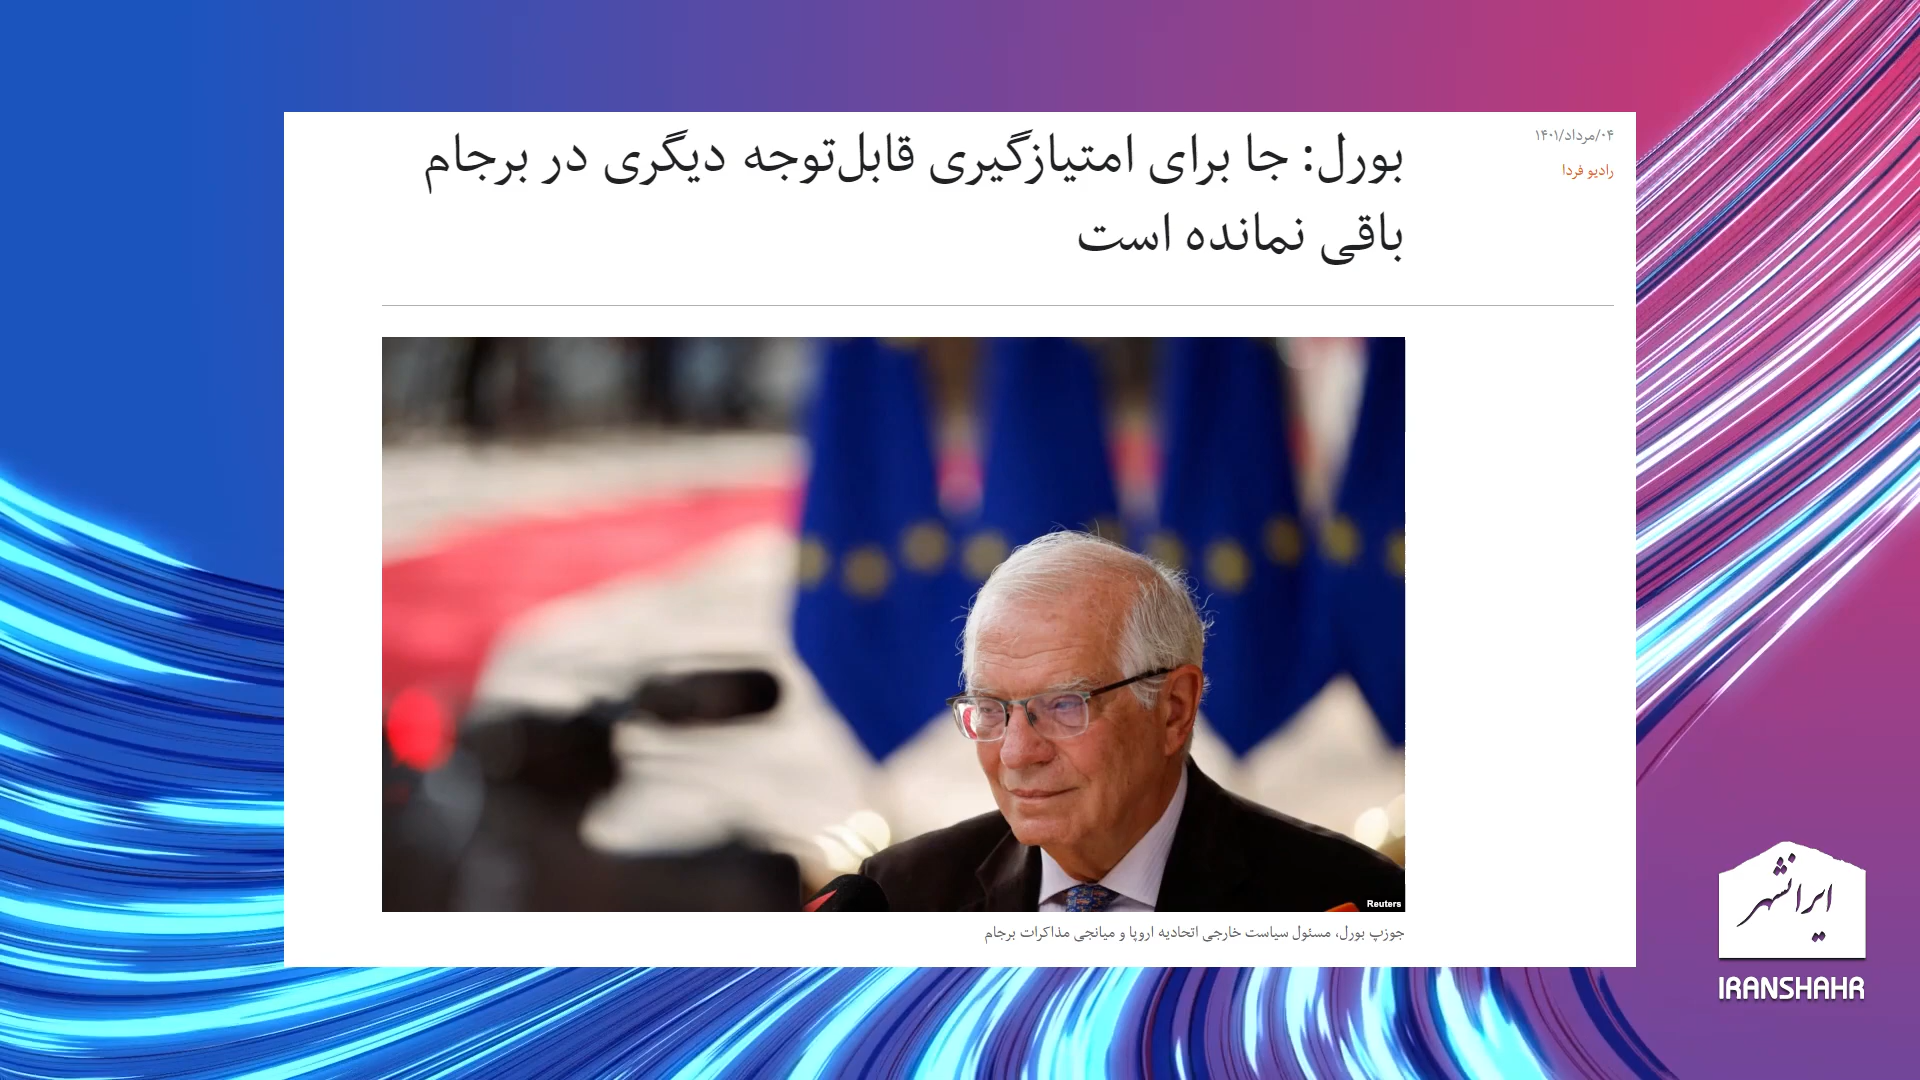 ۰۴/مرداد/۱۴۰۱
رادیو فردا
بورل: جا برای امتیازگیری قابل‌توجه دیگری در برجام
باقی نمانده است
Reuters
جوزپ بورل، مسئول سیاست خارجی اتحادیه اروپا و میانجی مذاکرات برجام
ایرانشهر
IRANSHAHR